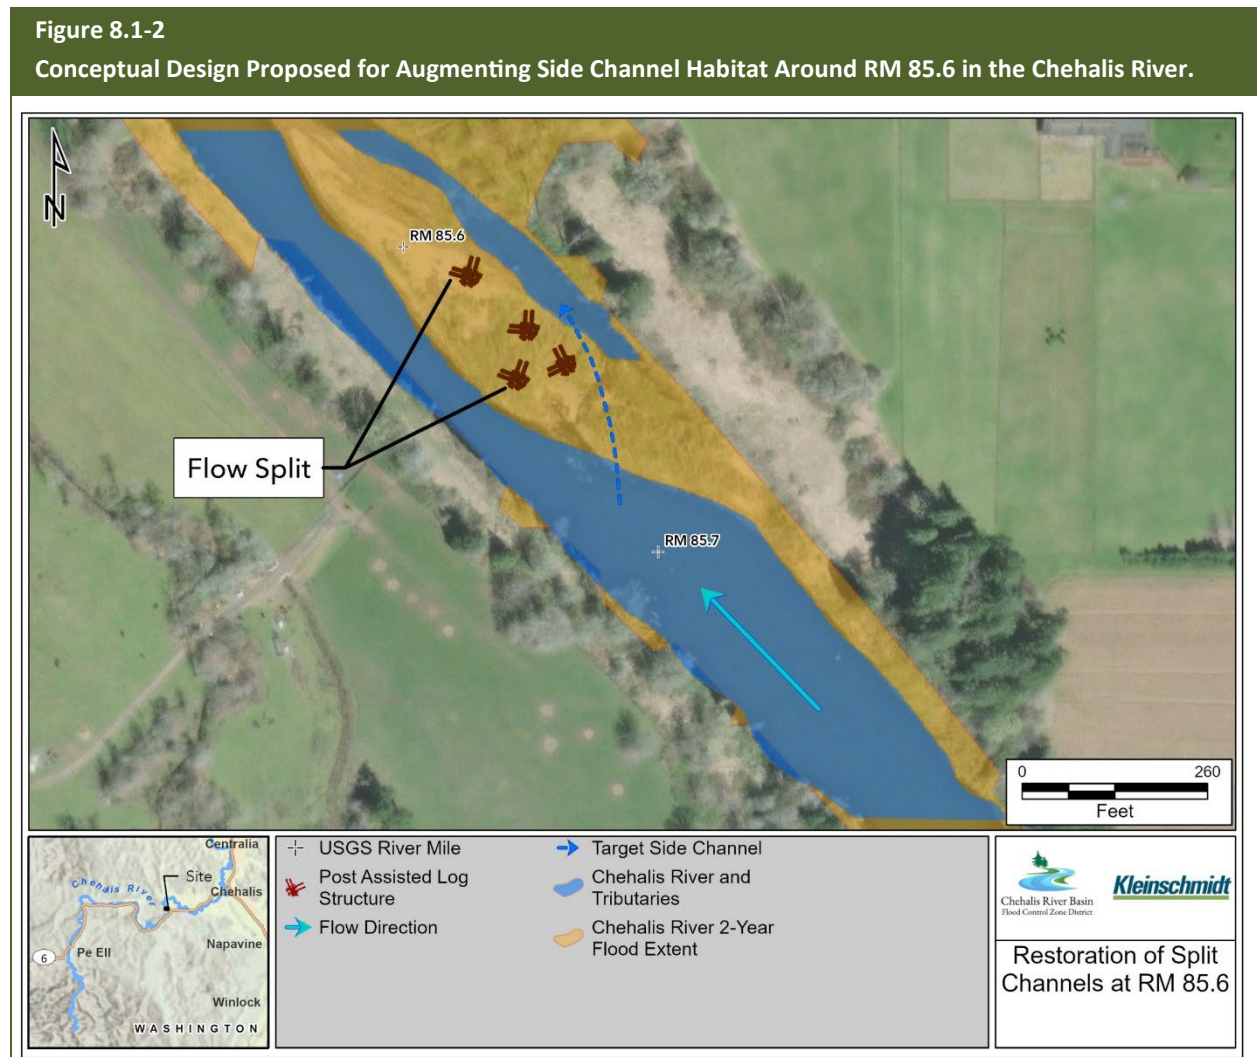 Figure 8.1-2
Conceptual Design Proposed for Augmenting Side Channel Habitat Around RM 85.6 in the Chehalis River.
N
RM 85.6
Flow Split
RM 85.7
0 260
Feet
Centralia
Chehalis River
Site
Chehalis
Napavine
6
Pe Ell
Winlock
WASHINGTON
USGS River Mile
Post Assisted Log
Structure
Flow Direction
Target Side Channel
Chehalis River and
Tributaries
Chehalis River 2-Year
Flood Extent
Chehalis River Basin
Flood Control Zone District
Kleinschmidt
Restoration of Split
Channels at RM 85.6